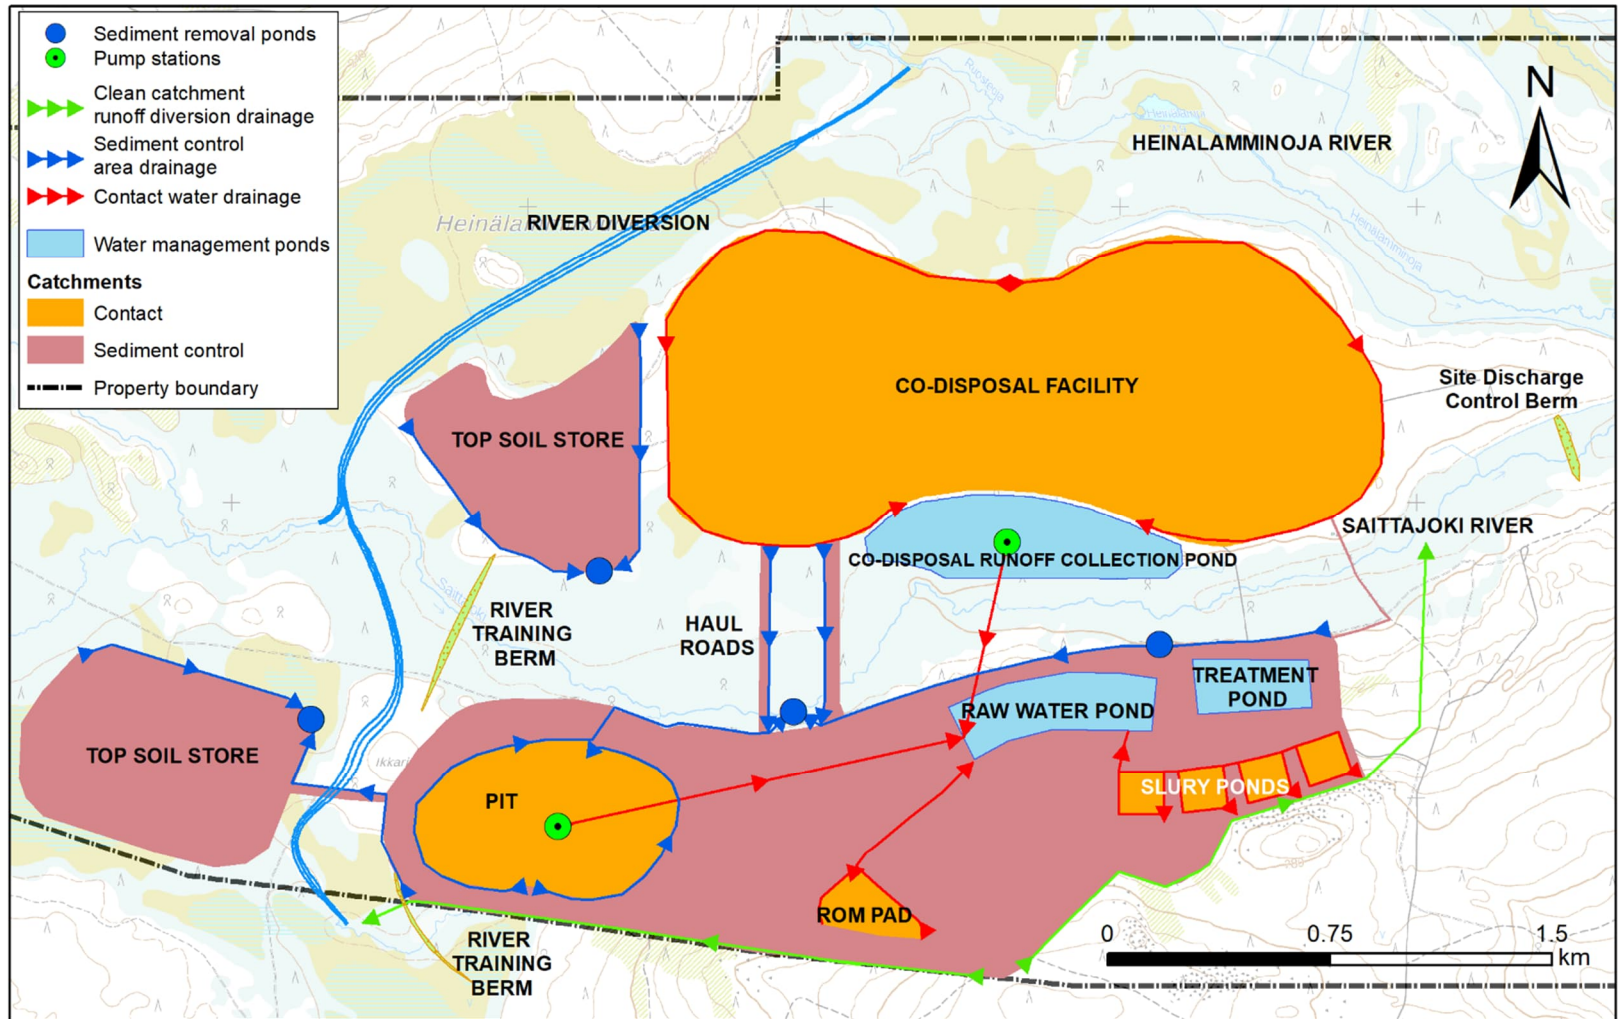 Sediment removal ponds
Pump stations
Clean catchment
runoff diversion drainage
Sediment control
area drainage
Contact water drainage
Water management ponds
Catchments
Contact
Sediment control
Property boundary
N
HEINALAMMINOJA RIVER
RIVER DIVERSION
Heinälamminoja
CO-DISPOSAL FACILITY
Site Discharge
Control Berm
TOP SOIL STORE
SAITTAJOKI RIVER
CO-DISPOSAL RUNOFF COLLECTION POND
RIVER
TRAINING
BERM
HAUL
ROADS
TREATMENT
POND
RAW WATER POND
TOP SOIL STORE
Ikkari
PIT
SLURY PONDS
ROM PAD
RIVER
TRAINING
BERM
0 0.75 1.5
km